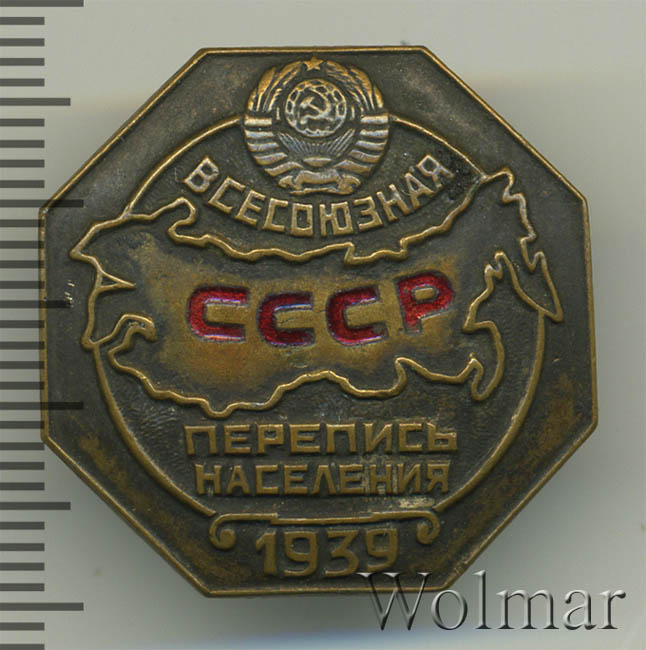 ВСЕСОЮЗНАЯ
СССР
ПЕРЕПИСЬ
НАСЕЛЕНИЯ
1939
Wolmar